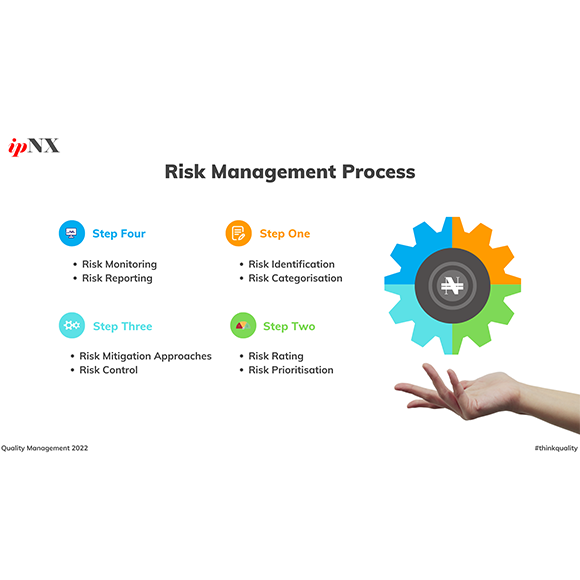 ipNX
Risk Management Process
Step Four
• Risk Monitoring
• Risk Reporting
Step One
• Risk Identification
• Risk Categorisation
Step Three
• Risk Mitigation Approaches
• Risk Control
Step Two
• Risk Rating
• Risk Prioritisation
₦
Quality Management 2022
#thinkquality